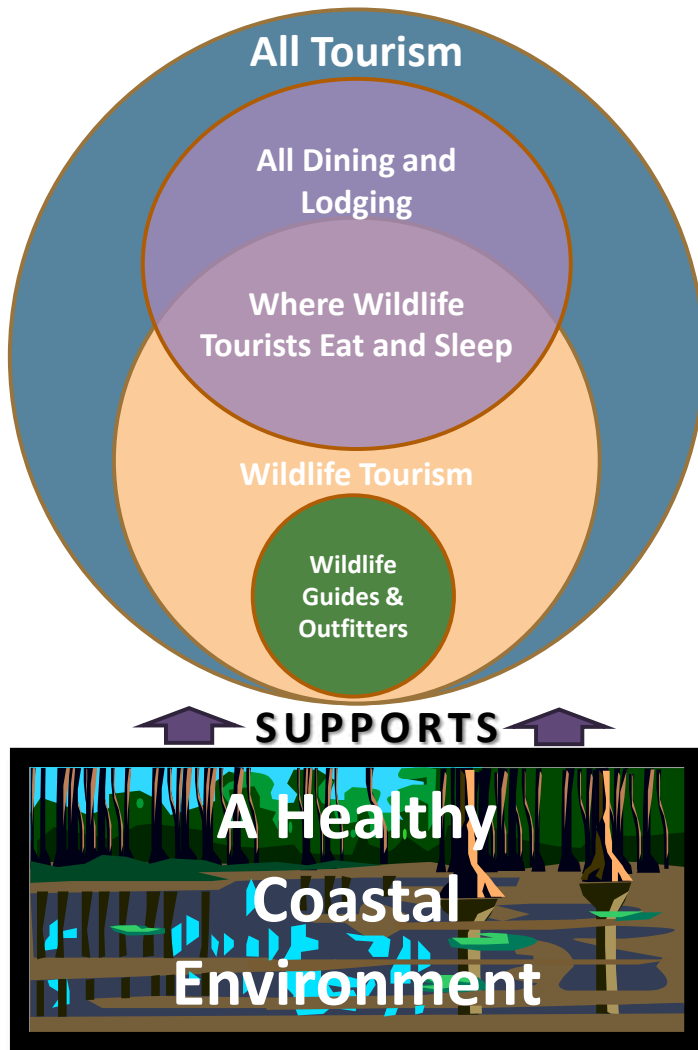 All Tourism
All Dining and
Lodging
Where Wildlife
Tourists Eat and Sleep
Wildlife Tourism
Wildlife
Guides &
Outfitters
SUPPORTS
A Healthy
Coastal
Environment